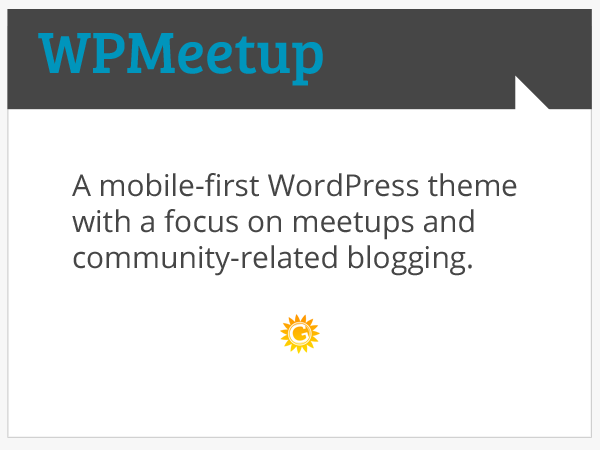 WPMeetup
A mobile-first WordPress theme
with a focus on meetups and
community-related blogging.
G